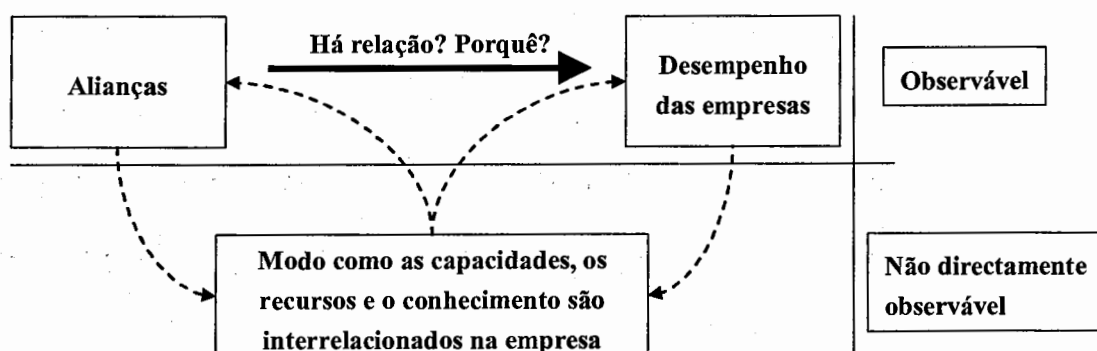 Há relação? Porquê?
Alianças
Desempenho
das empresas
Observável
Modo como as capacidades, os
recursos e o conhecimento são
interrelacionados na empresa
Não directamente
observável